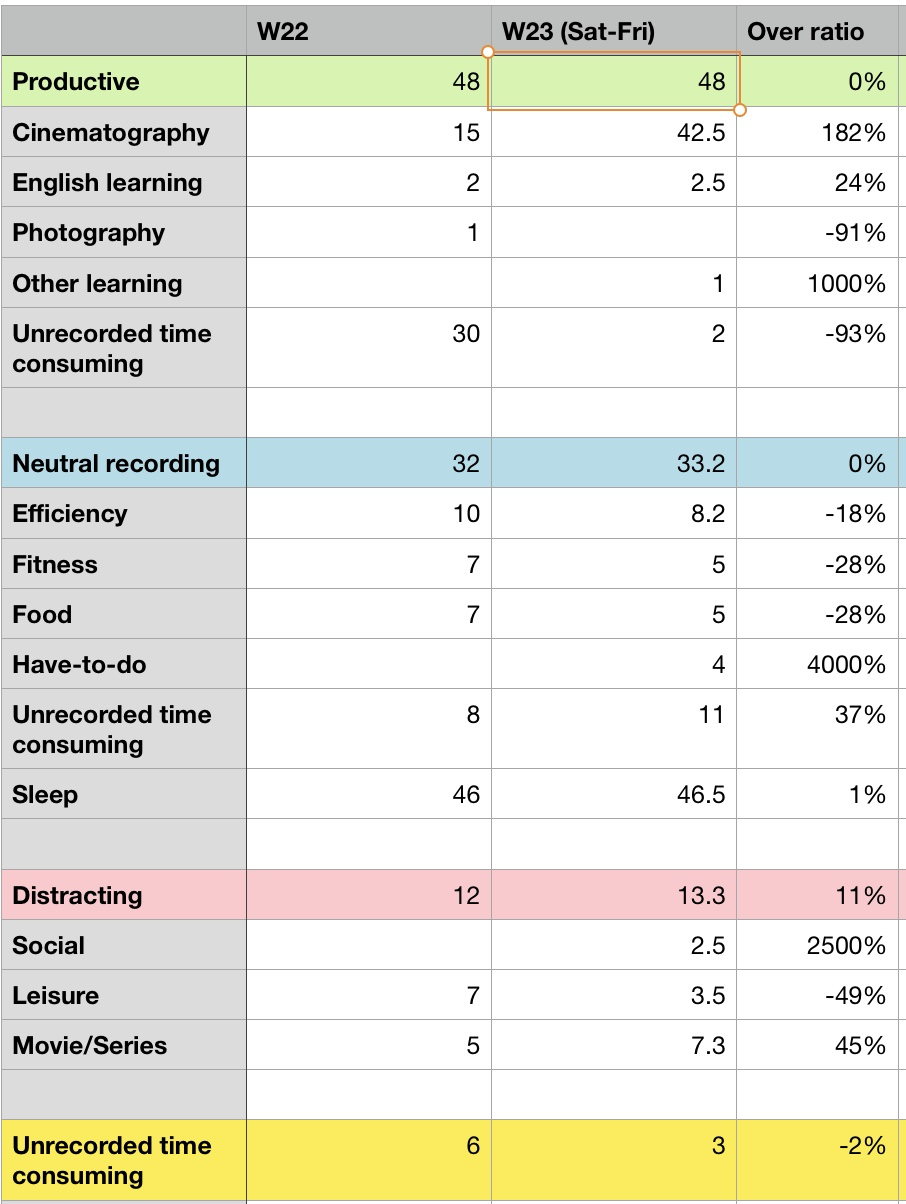 W22 W23 (Sat-Fri) Over ratio
Productive 48 48 0%
Cinematography 15 42.5 182%
English learning 2 2.5 24%
Photography 1 -91%
Other learning 1 1000%
Unrecorded time 30 2 -93%
consuming
Neutral recording 32 33.2 0%
Efficiency 10 8.2 -18%
Fitness 7 5 -28%
Food 7 5 -28%
Have-to-do 4 4000%
Unrecorded time 8 11 37%
consuming
Sleep 46 46.5 1%
Distracting 12 13.3 11%
Social 2.5 2500%
Leisure 7 3.5 -49%
Movie/Series 5 7.3 45%
Unrecorded time 6 3 -2%
consuming